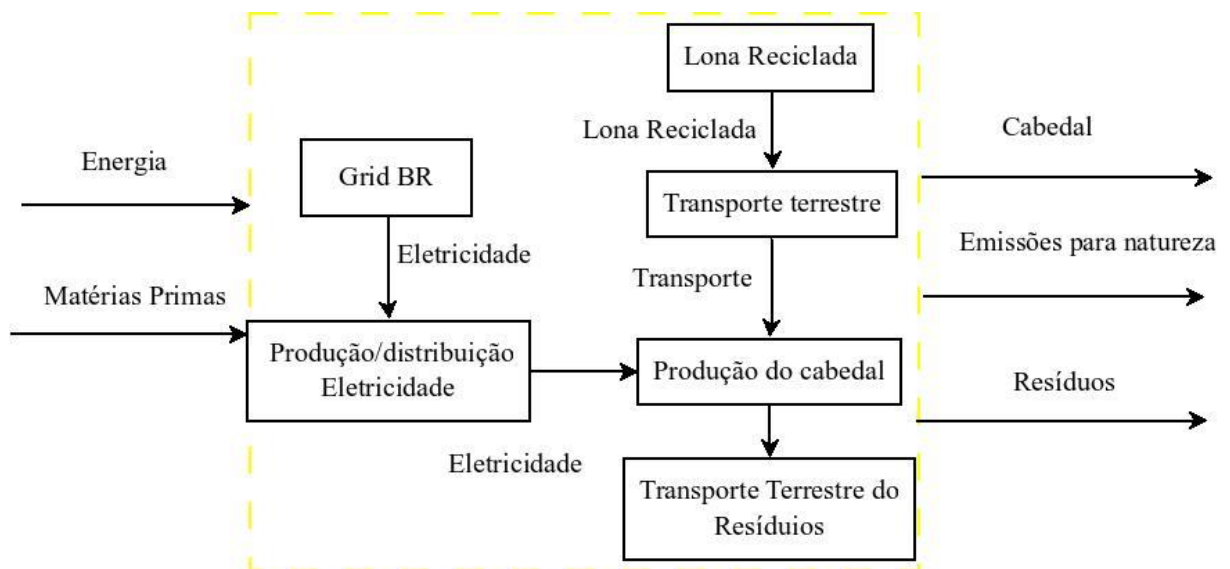 Lona Reciclada
Lona Reciclada
Cabedal
Energia
Grid BR
Transporte terrestre
Eletricidade
Emissões para natureza
Transporte
Matérias Primas
Produção/distribuição
Eletricidade
Produção do cabedal
Resíduos
Eletricidade
Transporte Terrestre do
Resíduios